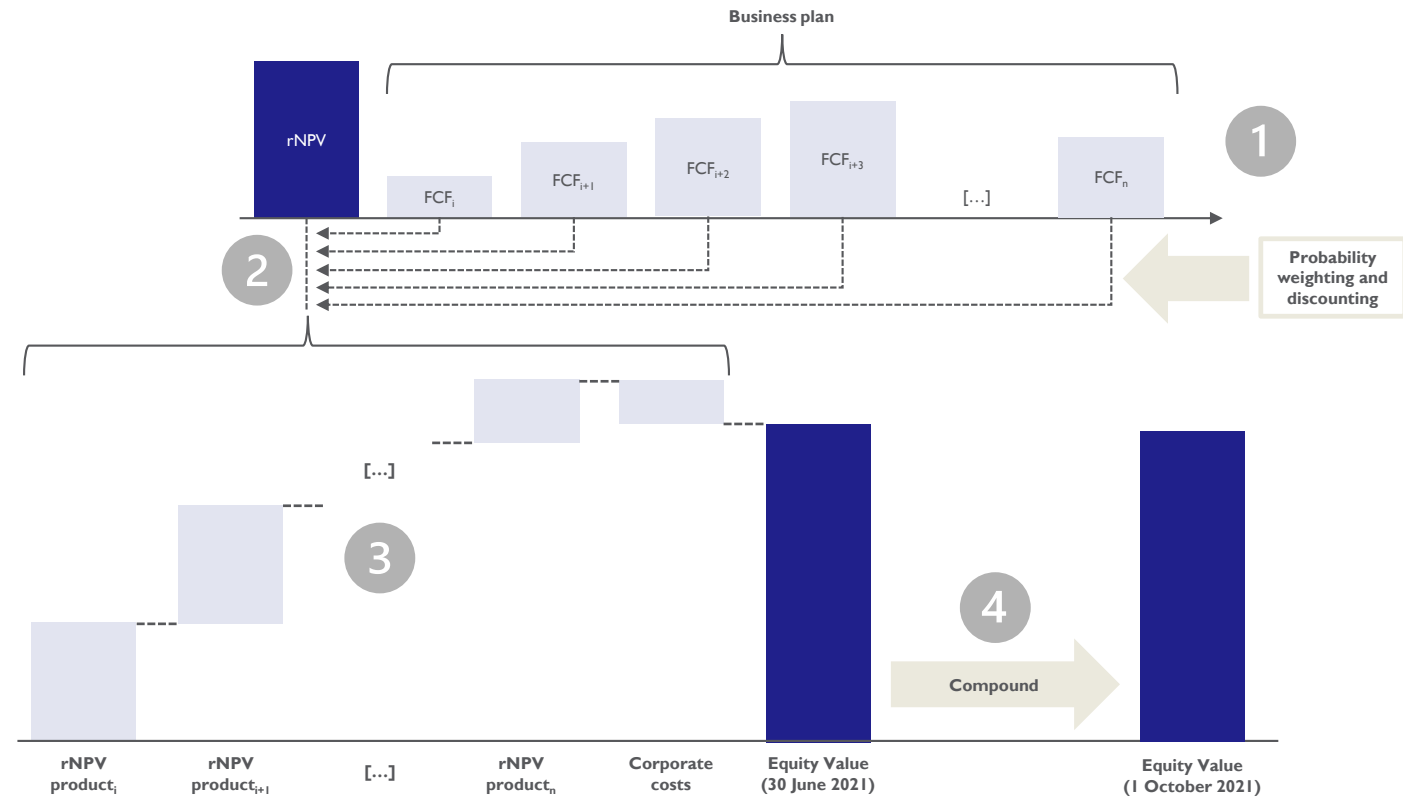 Business plan
1
rNPV
FCFi
FCFi+1
FCFi+2
FCFi+3
[...]
FCFn
2
Probability
weighting and
discounting
[...]
3
4
Compound
rNPV
producti
rNPV
producti+1
[...]
rNPV
productn
Corporate
costs
Equity Value
(30 June 2021)
Equity Value
(1 October 2021)